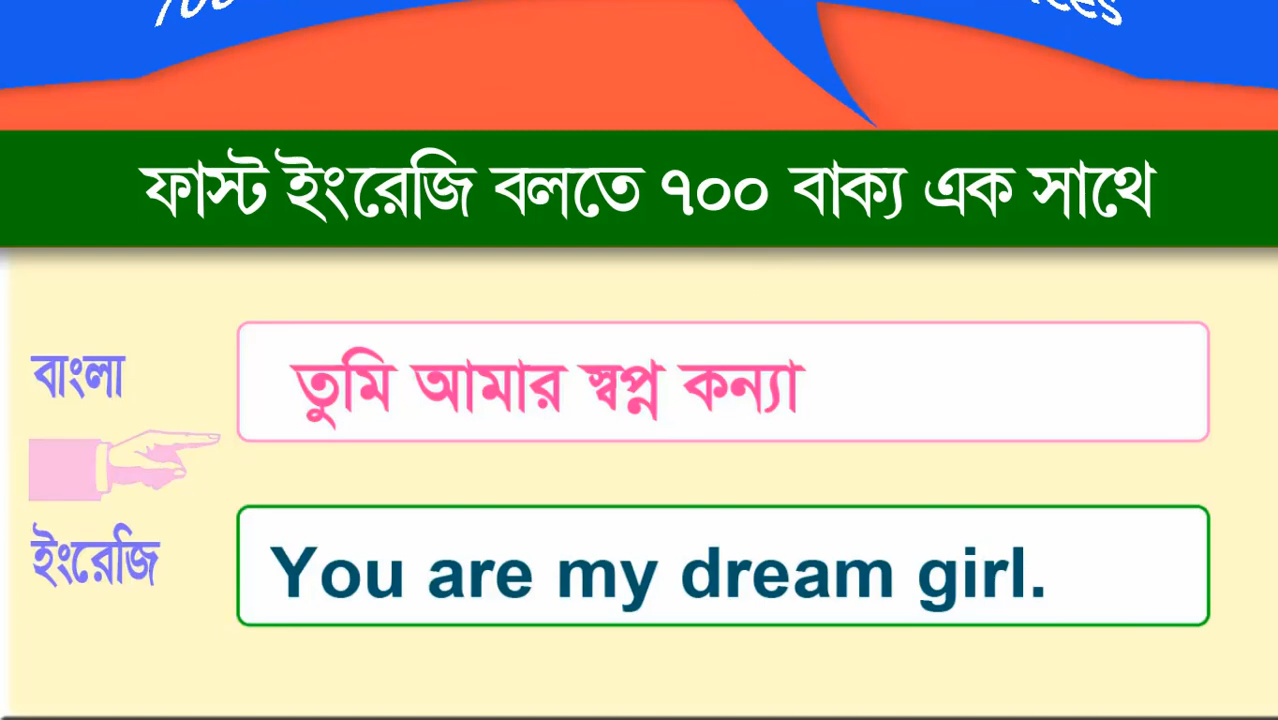 ফাস্ট ইংরেজি বলতে ৭০০ বাক্য এক সাথে
বাংলা
তুমি আমার স্বপ্ন কন্যা
ইংরেজি
You are my dream girl.